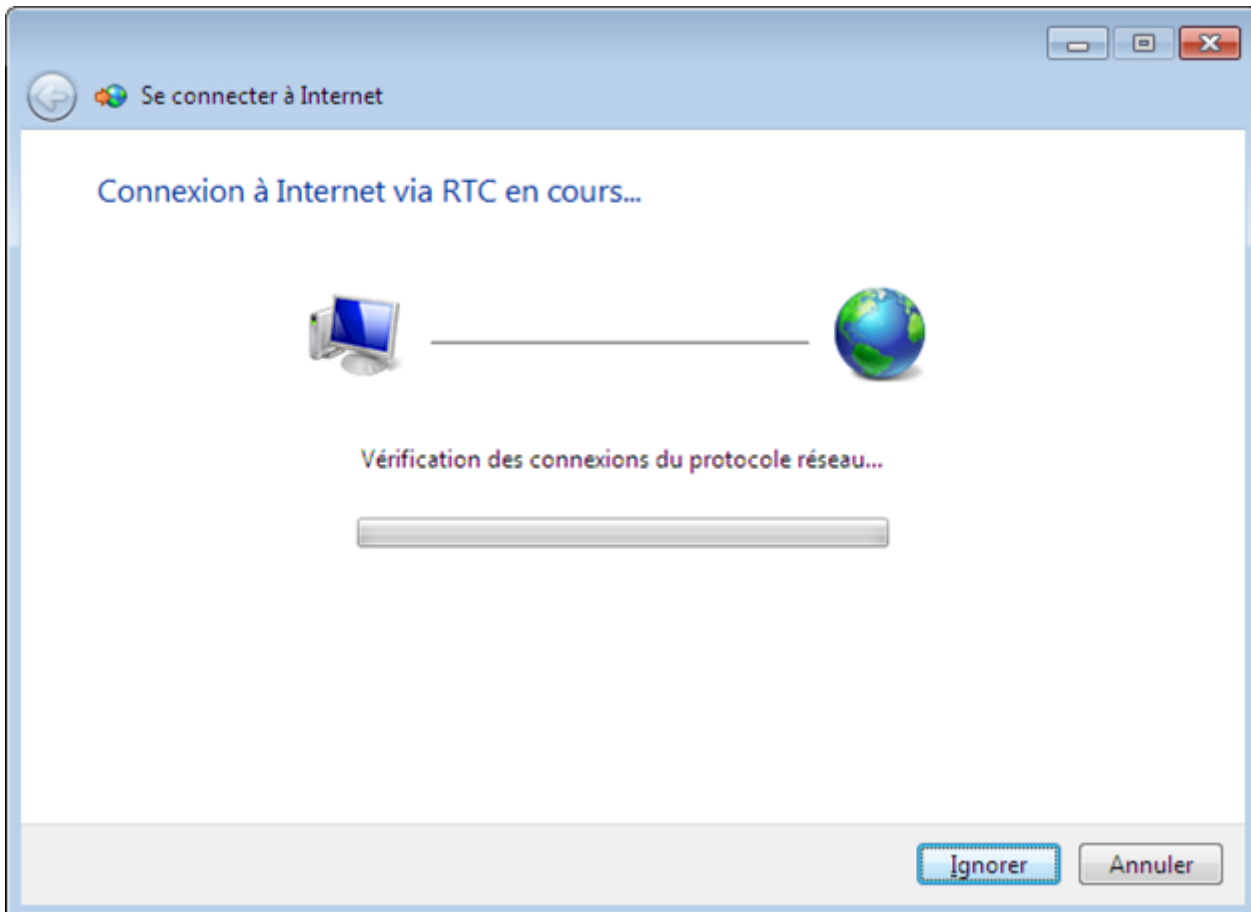 Se connecter à Internet
Connexion à Internet via RTC en cours...
Vérification des connexions du protocole réseau...
Ignorer
Annuler